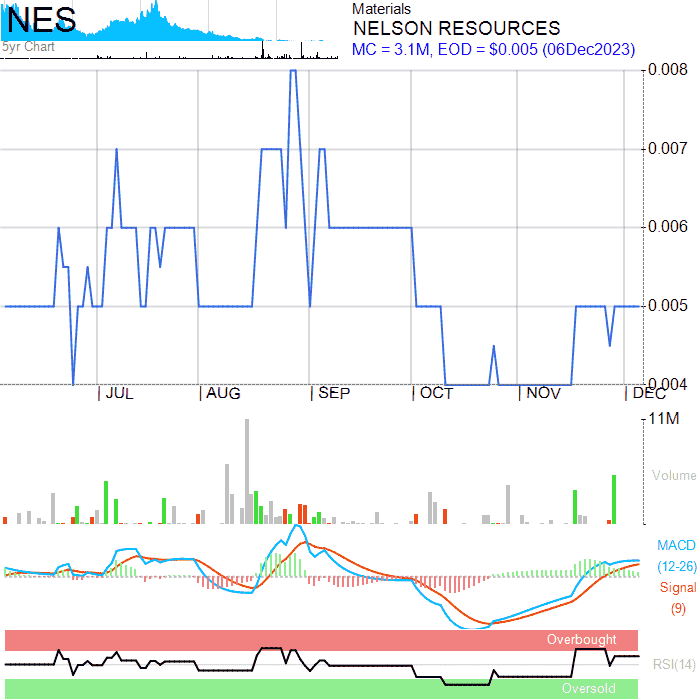 NES
5yr Chart
Materials
NELSON RESOURCES
MC = 3.1M, EOD = $0.005 (06Dec2023)
0.008
0.007
0.006
0.005
0.004
JUL AUG SEP OCT NOV DEC
11M
Volume
MACD
(12-26)
Signal
(9)
Overbought
RSI(14)
Oversold